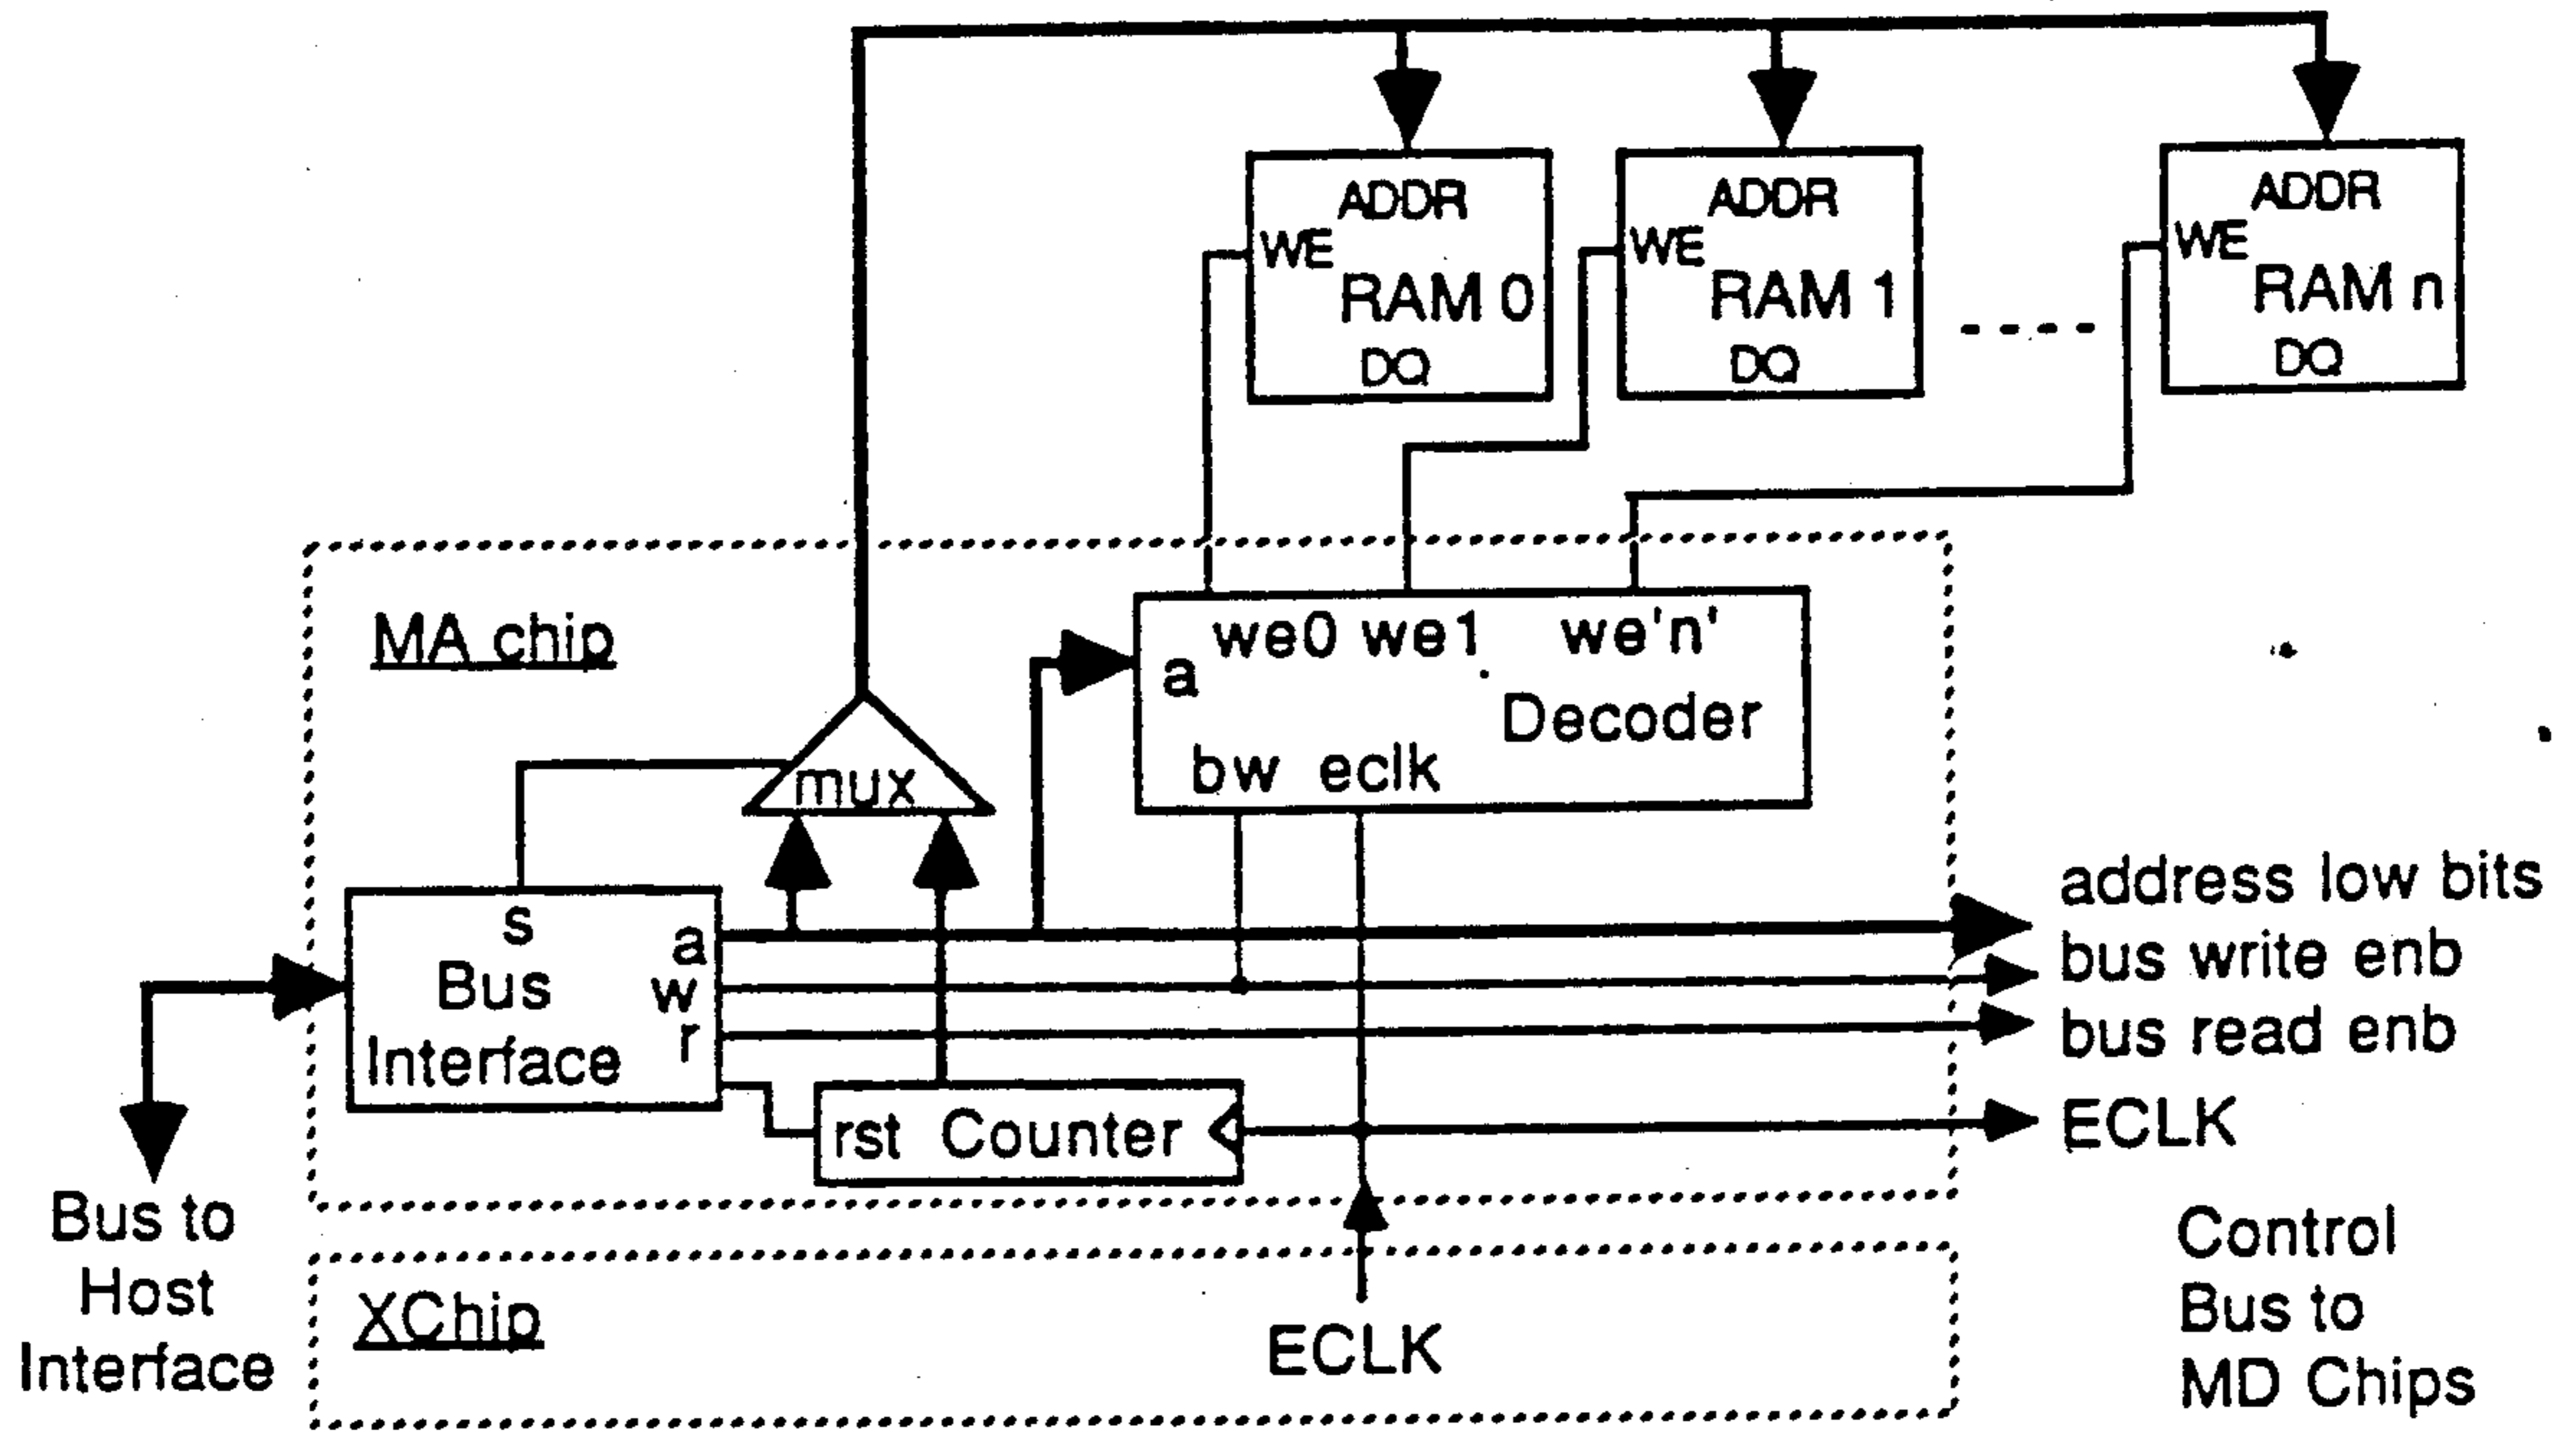 ADDR
WE
RAM 0
DQ
ADDR
WE
RAM 1
DQ
ADDR
WE
RAM n
DQ
MA chip
we0 we1 we'n'
a
Decoder
bw eclk
mux
s
a
Bus
w
r
Interface
rst Counter
address low bits
bus write enb
bus read enb
ECLK
Bus to
Host
Interface
XChip
ECLK
Control
Bus to
MD Chips